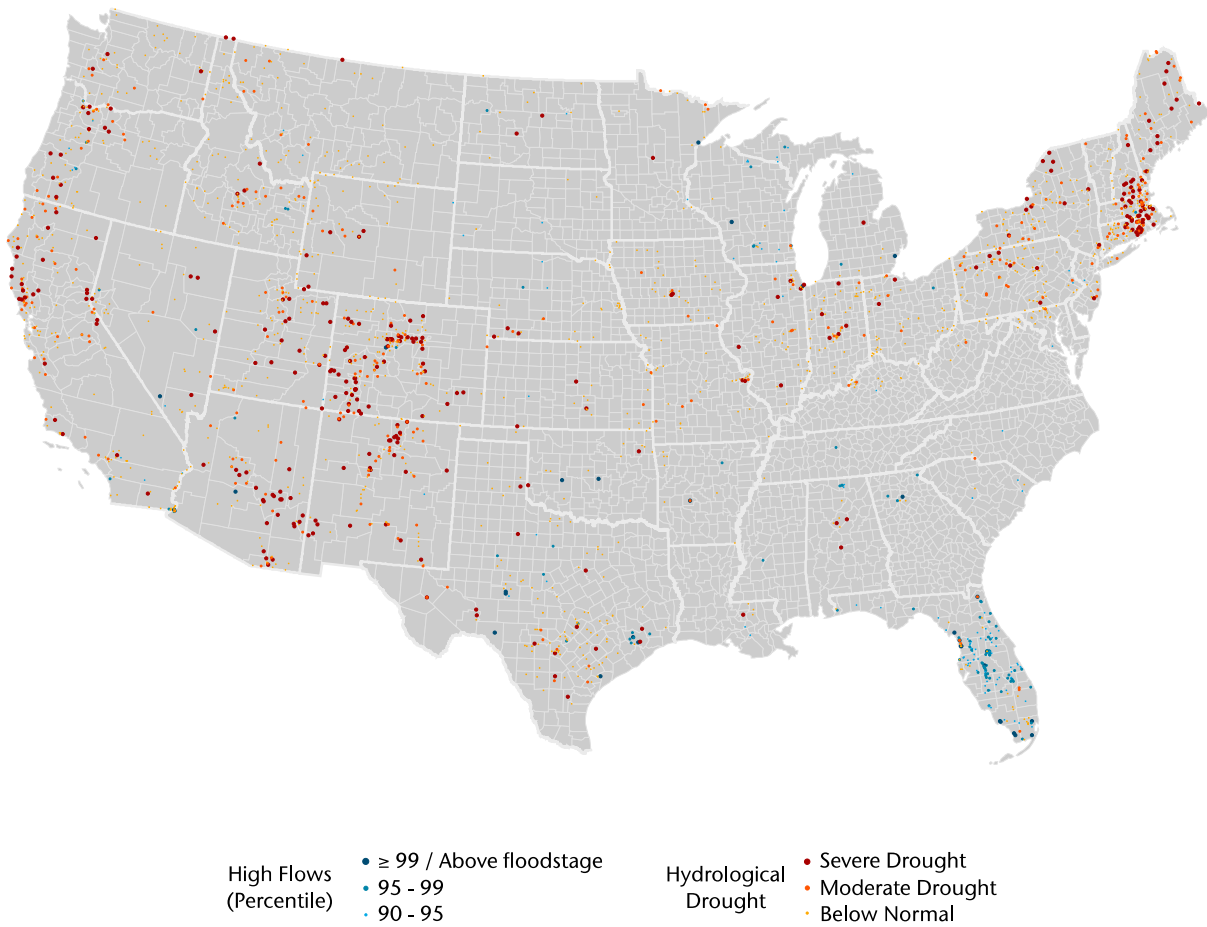 High Flows
(Percentile)
≥ 99 / Above floodstage
95 - 99
90 - 95
Hydrological
Drought
Severe Drought
Moderate Drought
Below Normal